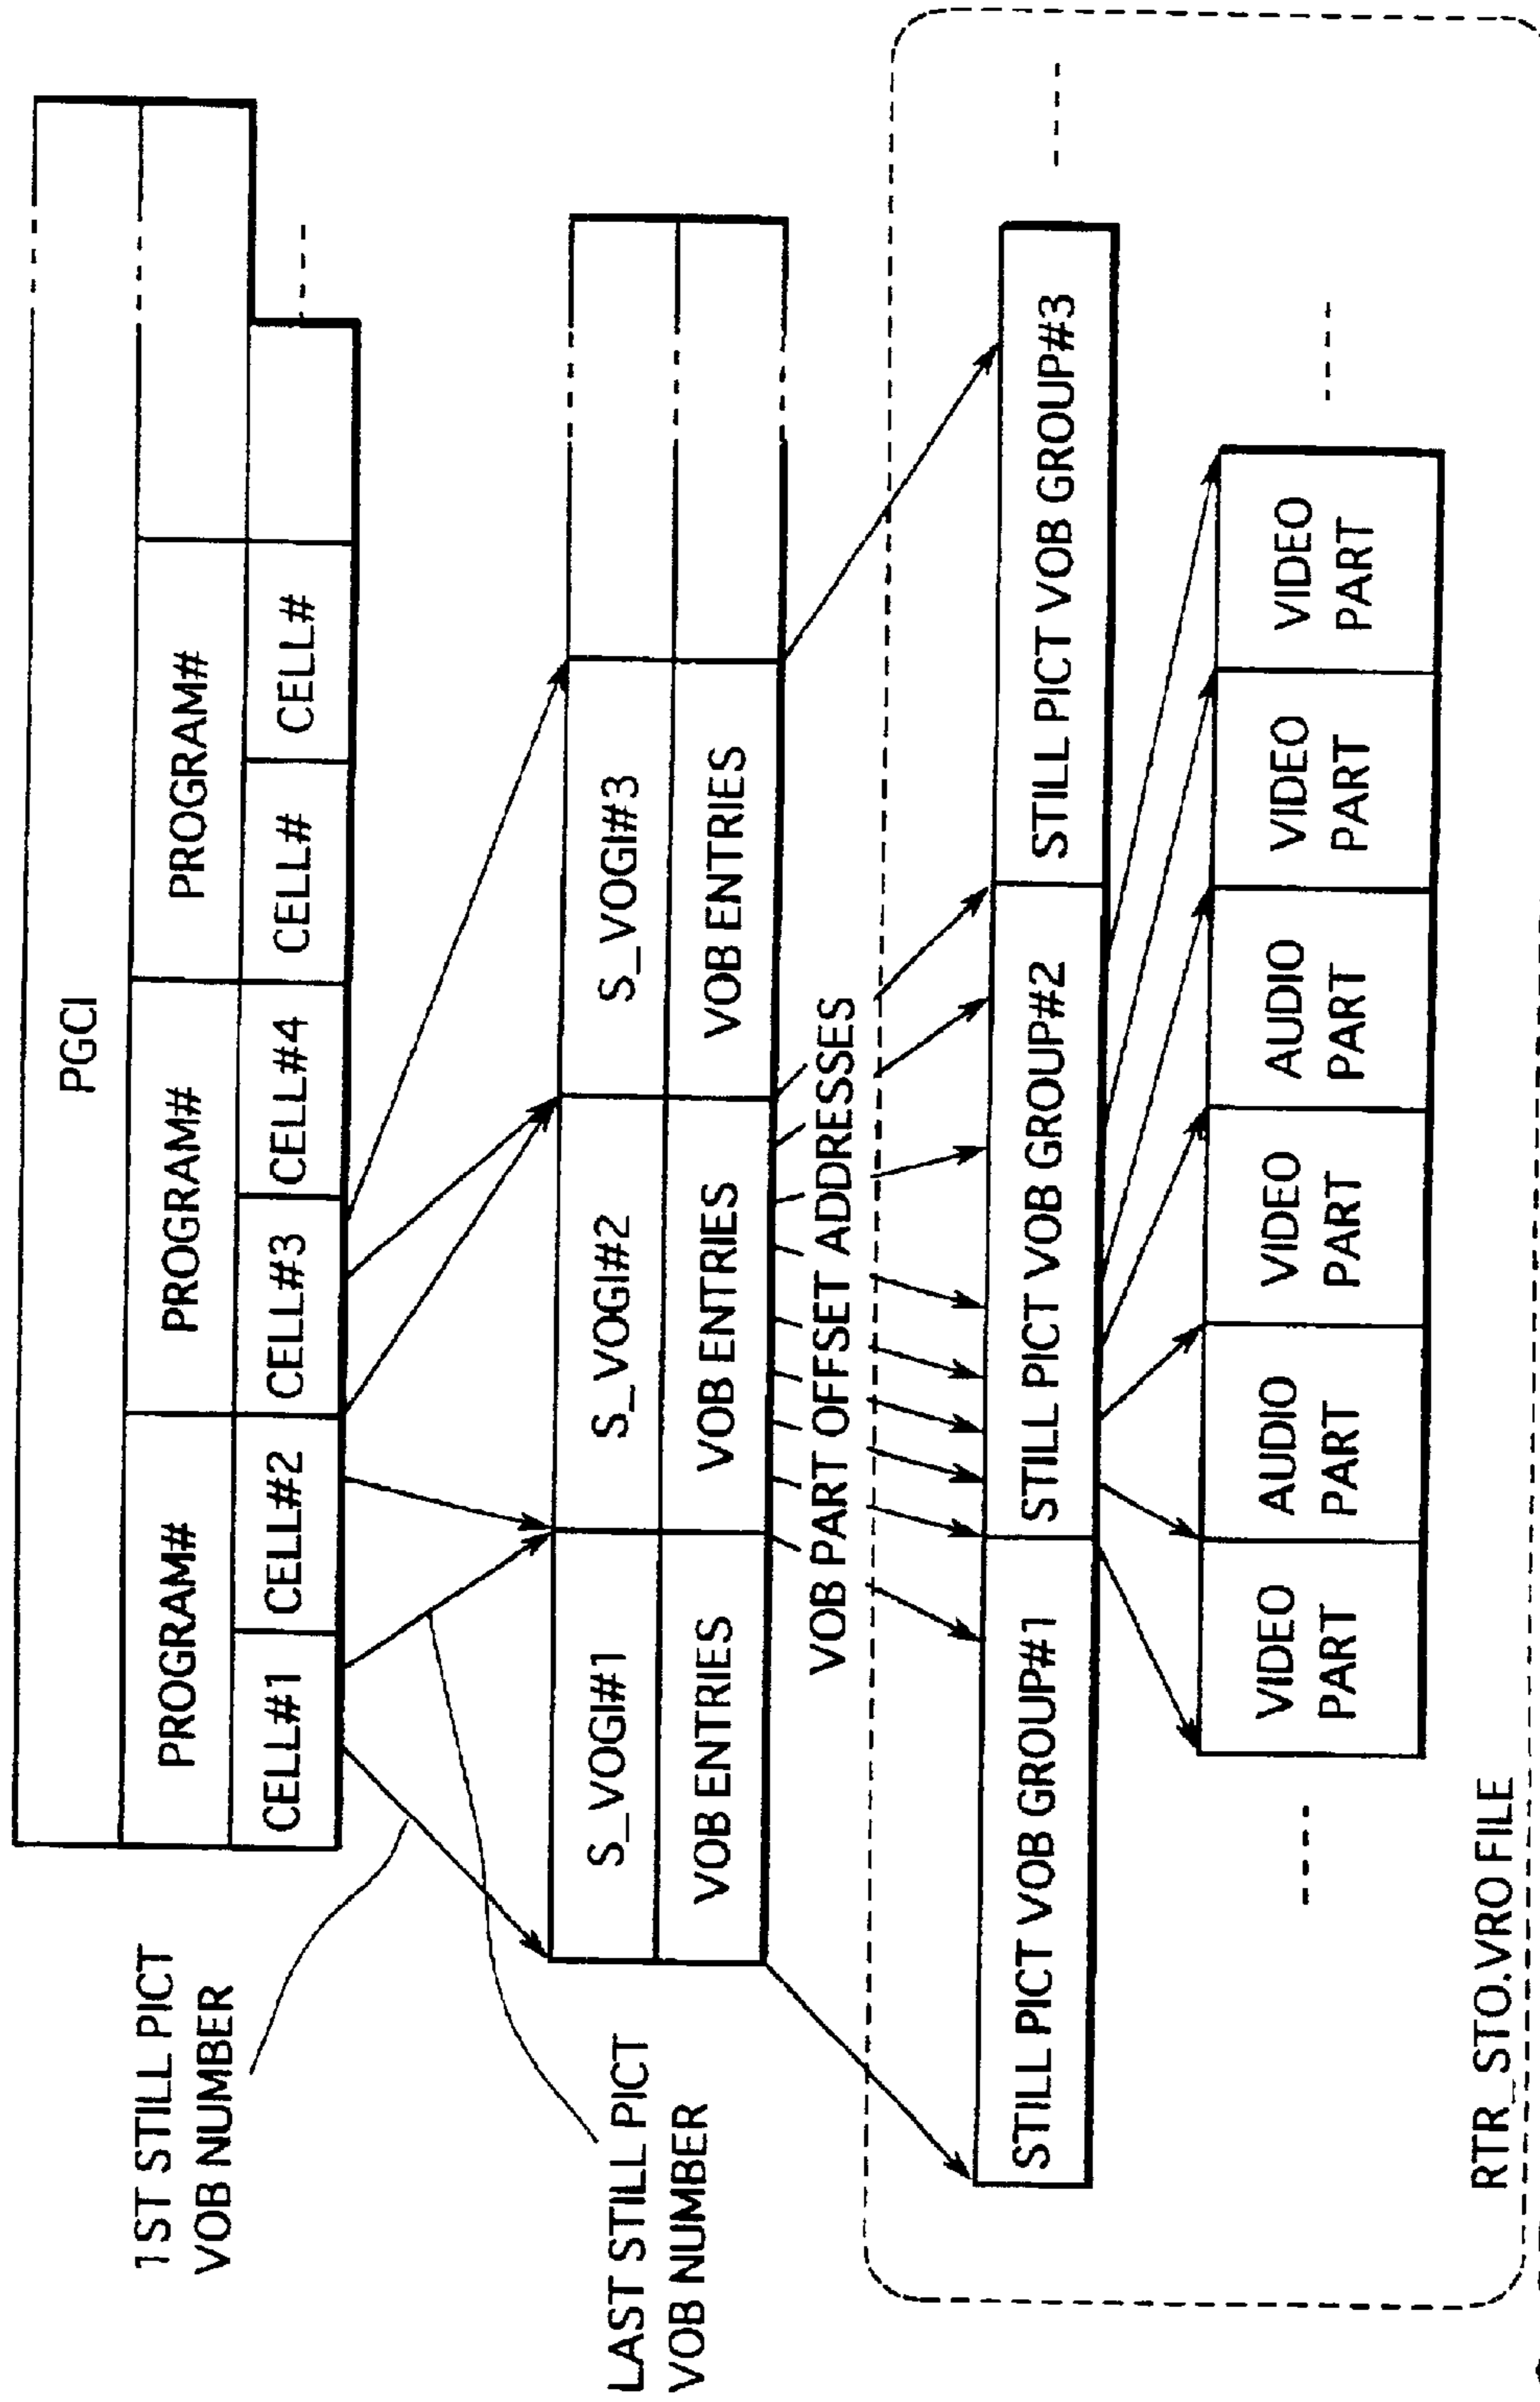 PGCI
PROGRAM# PROGRAM# PROGRAM#
CELL#1 CELL#2 CELL#3 CELL#4 CELL# CELL#
1ST STILL PICT
VOB NUMBER
S_VOGI#1 S_VOGI#2 S_VOGI#3
VOB ENTRIES VOB ENTRIES VOB ENTRIES
LAST STILL PICT
VOB NUMBER
VOB PART OFFSET ADDRESSES
STILL PICT VOB GROUP#1 STILL PICT VOB GROUP#2 STILL PICT VOB GROUP#3
VIDEO
PART
AUDIO
PART
VIDEO
PART
AUDIO
PART
VIDEO
PART
VIDEO
PART
RTR_STO.VRO FILE